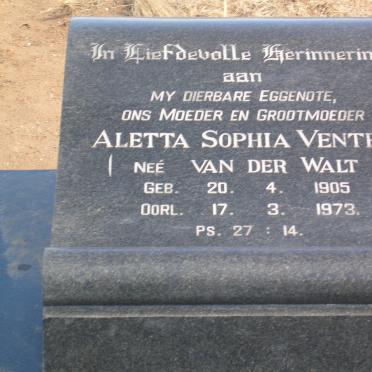 In Liefdevolle Herinnerin
aan
MY DIERBARE EGGENOTE,
ONS MOEDER EN GROOTMOEDER
ALETTA SOPHIA VENTE
( NEÉ VAN DER WALT
GEB. 20. 4. 1905
OORL. 17. 3. 1973.
PS. 27 : 14.